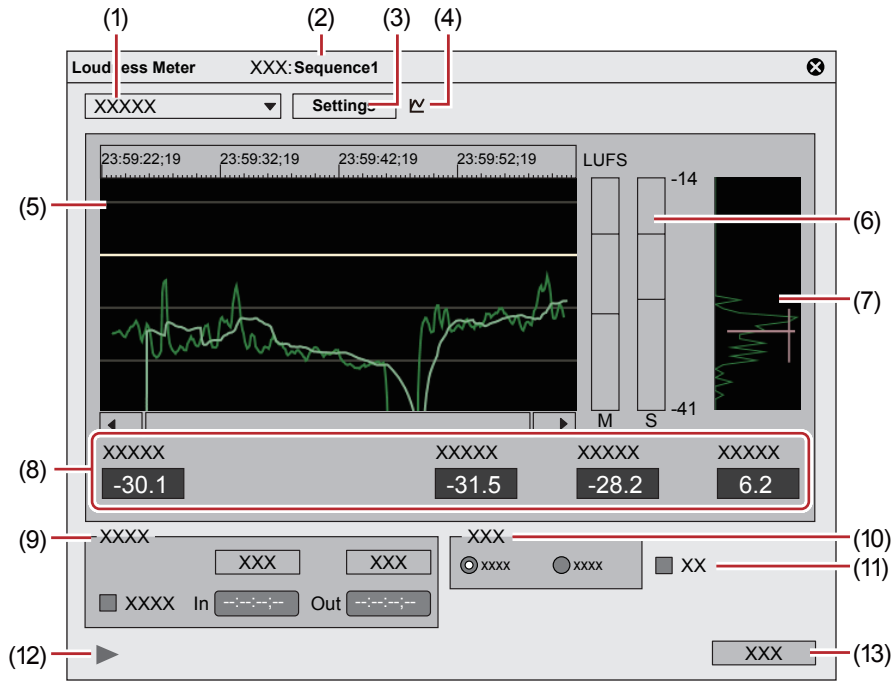 (1) (2) (3) (4)
Loudness Meter XXX:Sequence1
XXXXX Settings
23:59:22;19 23:59:32;19 23:59:42;19 23:59:52;19 LUFS
-14
(5)
(6)
(7)
-41
M S
(8)
XXXXX XXXXX XXXXX XXXXX
-30.1 -31.5 -28.2 6.2
(9) XXXX XXX (10)
XXX XXX xxxx xxxx XX (11)
XXXX In --:--:--;-- Out --:--:--;--
(12) XXX (13)